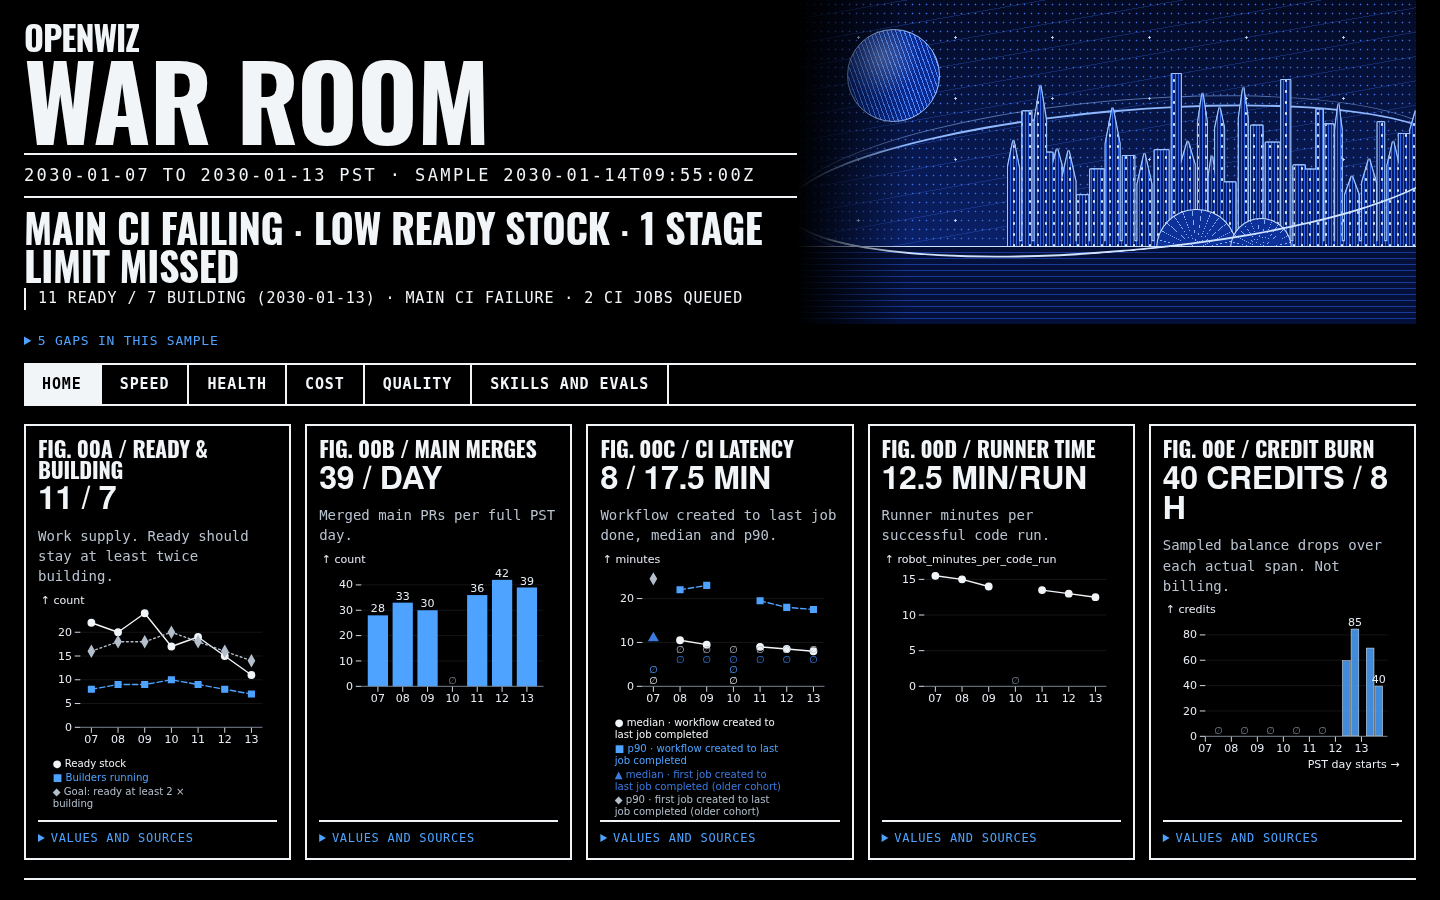 OPENWIZ
WAR ROOM
2030-01-07 TO 2030-01-13 PST · SAMPLE 2030-01-14T09:55:00Z
MAIN CI FAILING · LOW READY STOCK · 1 STAGE
LIMIT MISSED
11 READY / 7 BUILDING (2030-01-13) · MAIN CI FAILURE · 2 CI JOBS QUEUED
▶ 5 GAPS IN THIS SAMPLE
HOME SPEED HEALTH COST QUALITY SKILLS AND EVALS
FIG. 00A / READY &
BUILDING
11 / 7
Work supply. Ready should
stay at least twice
building.
↑ count
20
15
10
5
0
07 08 09 10 11 12 13
Ready stock
Builders running
Goal: ready at least 2 ×
building
▶ VALUES AND SOURCES
FIG. 00B / MAIN MERGES
39 / DAY
Merged main PRs per full PST
day.
↑ count
40
30
20
10
0
28 33 30 ∅ 36 42 39
07 08 09 10 11 12 13
▶ VALUES AND SOURCES
FIG. 00C / CI LATENCY
8 / 17.5 MIN
Workflow created to last job
done, median and p90.
↑ minutes
20
10
0
07 08 09 10 11 12 13
median · workflow created to
last job completed
p90 · workflow created to last
job completed
median · first job created to
last job completed (older cohort)
p90 · first job created to last
job completed (older cohort)
▶ VALUES AND SOURCES
FIG. 00D / RUNNER TIME
12.5 MIN/RUN
Runner minutes per
successful code run.
↑ robot_minutes_per_code_run
15
10
5
0
∅
07 08 09 10 11 12 13
▶ VALUES AND SOURCES
FIG. 00E / CREDIT BURN
40 CREDITS / 8
H
Sampled balance drops over
each actual span. Not
billing.
↑ credits
80
60
40
20
0
∅ ∅ ∅ ∅ ∅ 85 40
07 08 09 10 11 12 13
PST day starts →
▶ VALUES AND SOURCES